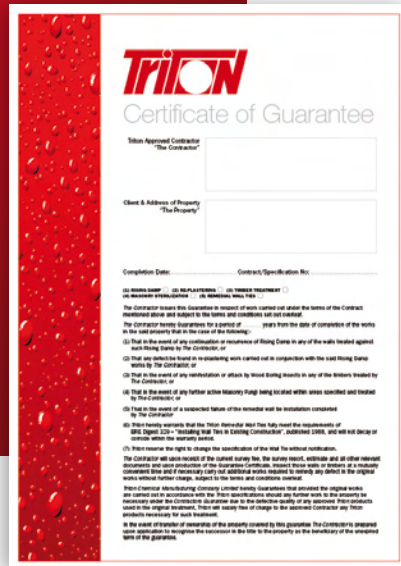 TRITON
Certificate of Guarantee
Triton Approved Contractor
"The Contractor"
Client & Address of Property
"The Property"
Completion Date:
Contract/Specification No:
(1) RISING DAMP (2) RE-PLASTERING (3) TIMBER TREATMENT
(4) MASONRY STERILIZATION (5) REMEDIAL WALL TIES
The Contractor issues this Guarantee in respect of work carried out under the terms of the Contract
mentioned above and subject to the terms and conditions set out overleaf.
The Contractor hereby Guarantees for a period of ....... years from the date of completion of the works
in the said property that in the case of the following:-
(1) That in the event of any continuation or recurrence of Rising Damp in any of the walls treated against
such Rising Damp by The Contractor, or
(2) That any defect be found in re-plastering work carried out in conjunction with the said Rising Damp
works by The Contractor, or
(3) That in the event of any reinfestation or attack by Wood Boring Insects in any of the timbers treated by
The Contractor, or
(4) That in the event of any further active Masonry Fungi being located within areas specified and treated
by The Contractor, or
(5) That in the event of a suspected failure of the remedial wall tie installation completed
by The Contractor
(6) Triton hereby warrants that the Triton Remedial Wall Ties fully meet the requirements of
BRE Digest 329 – "Installing Wall Ties in Existing Construction", published 1988, and will not decay or
corrode within the warranty period.
(7) Triton reserve the right to change the specification of the Wall Tie without notification.
The Contractor will upon receipt of the current survey fee, the survey report, estimate and all other relevant
documents and upon production of the Guarantee Certificate, inspect those walls or timbers at a mutually
convenient time and if necessary carry out additional works required to remedy any defect in the original
works without further charge, subject to the terms and conditions overleaf.
Triton Chemical Manufacturing Company Limited hereby Guarantees that provided the original works
are carried out in accordance with the Triton specifications should any further work to the property be
necessary under the Contractors Guarantee due to the defective quality of any approved Triton products
used in the original treatment, Triton will supply free of charge to the approved Contractor any Triton
products necessary for such treatment.
In the event of transfer of ownership of the property covered by this guarantee The Contractor is prepared
upon application to recognise the successor in the title to the property as the beneficiary of the unexpired
term of the guarantee.